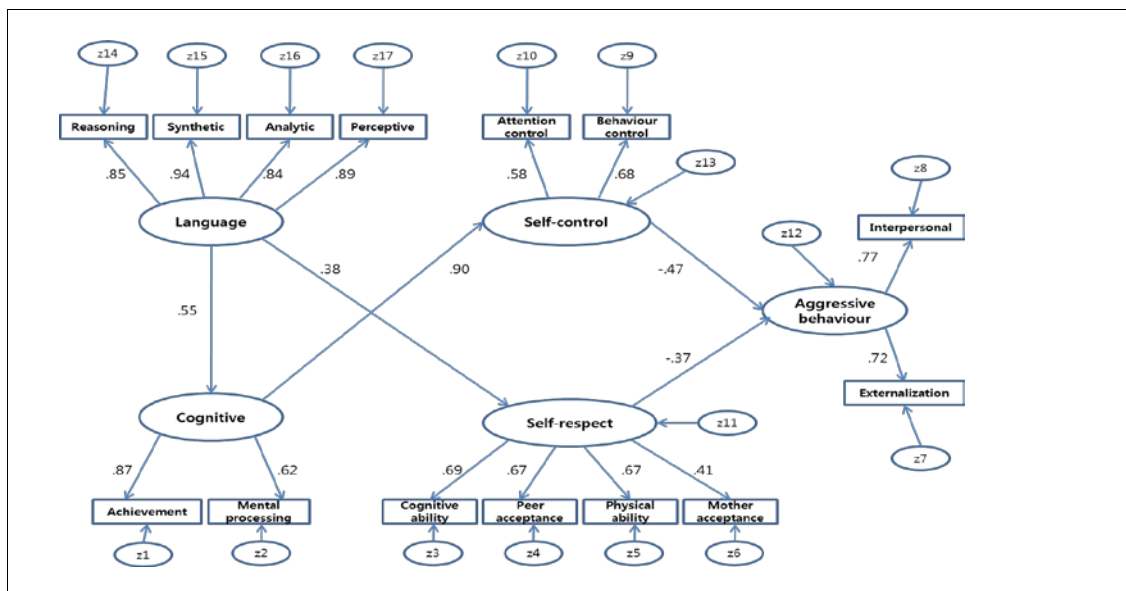 z14
z15
z16
z17
z10
z9
Reasoning
Synthetic
Analytic
Perceptive
Attention
control
Behaviour
control
z13
z8
.85
.94
.84
.89
.58
.68
Language
Self-control
z12
Interpersonal
.77
.38
.90
-.47
Aggressive
behaviour
.55
-.37
.72
Externalization
Cognitive
Self-respect
z11
z7
.87
.62
.69
.67
.67
.41
Achievement
Mental
processing
Cognitive
ability
Peer
acceptance
Physical
ability
Mother
acceptance
z1
z2
z3
z4
z5
z6